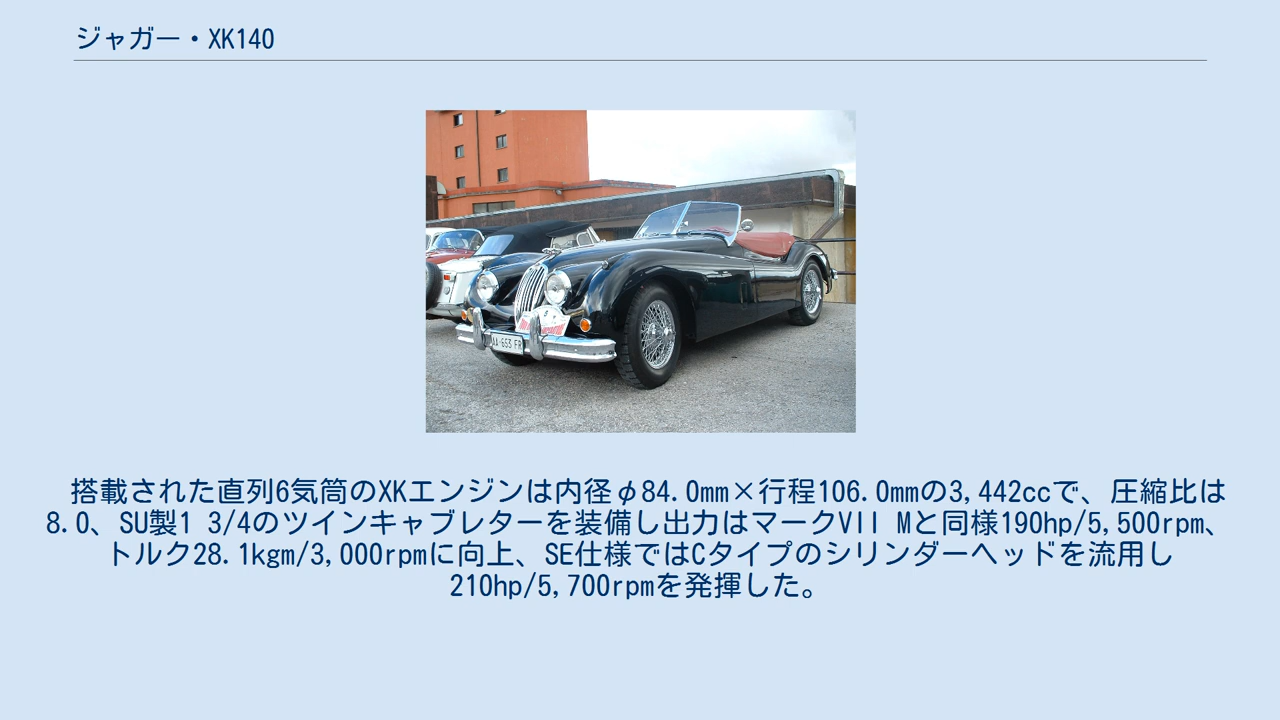 ジャガー・XK140
AA·653 FR
搭載された直列6気筒のXKエンジンは内径φ84.0mm×行程106.0mmの3,442ccで、圧縮比は
8.0、SU製1 3/4のツインキャブレターを装備し出力はマークVII Mと同様190hp/5,500rpm、
トルク28.1kgm/3,000rpmに向上、SE仕様ではCタイプのシリンダーヘッドを流用し
210hp/5,700rpmを発揮した。